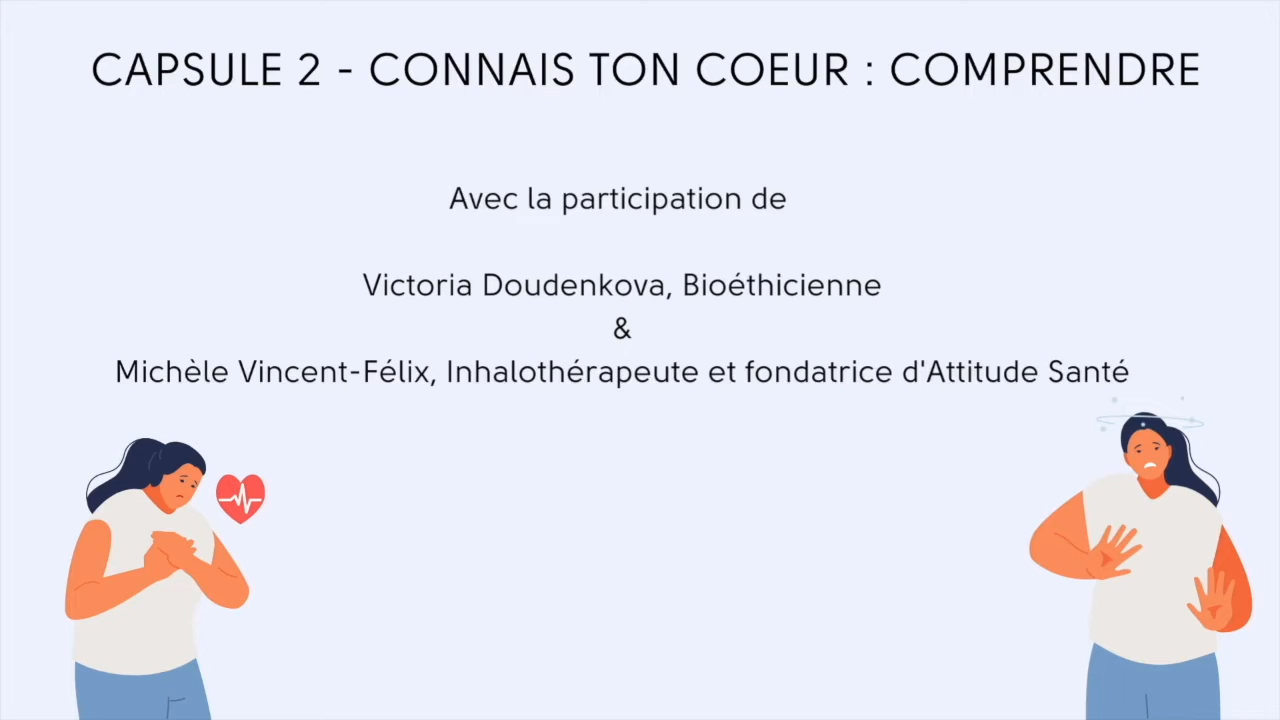 CAPSULE 2 - CONNAIS TON COEUR : COMPRENDRE
Avec la participation de
Victoria Doudenkova, Bioéthicienne
&
Michèle Vincent-Félix, Inhalothérapeute et fondatrice d'Attitude Santé